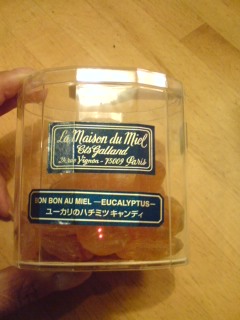 La Maison du Miel
Ets Galland
24, rue Vignon - 75009 Paris
BON BON AU MIEL —EUCALYPTUS—
ユーカリのハチミツ キャンディ